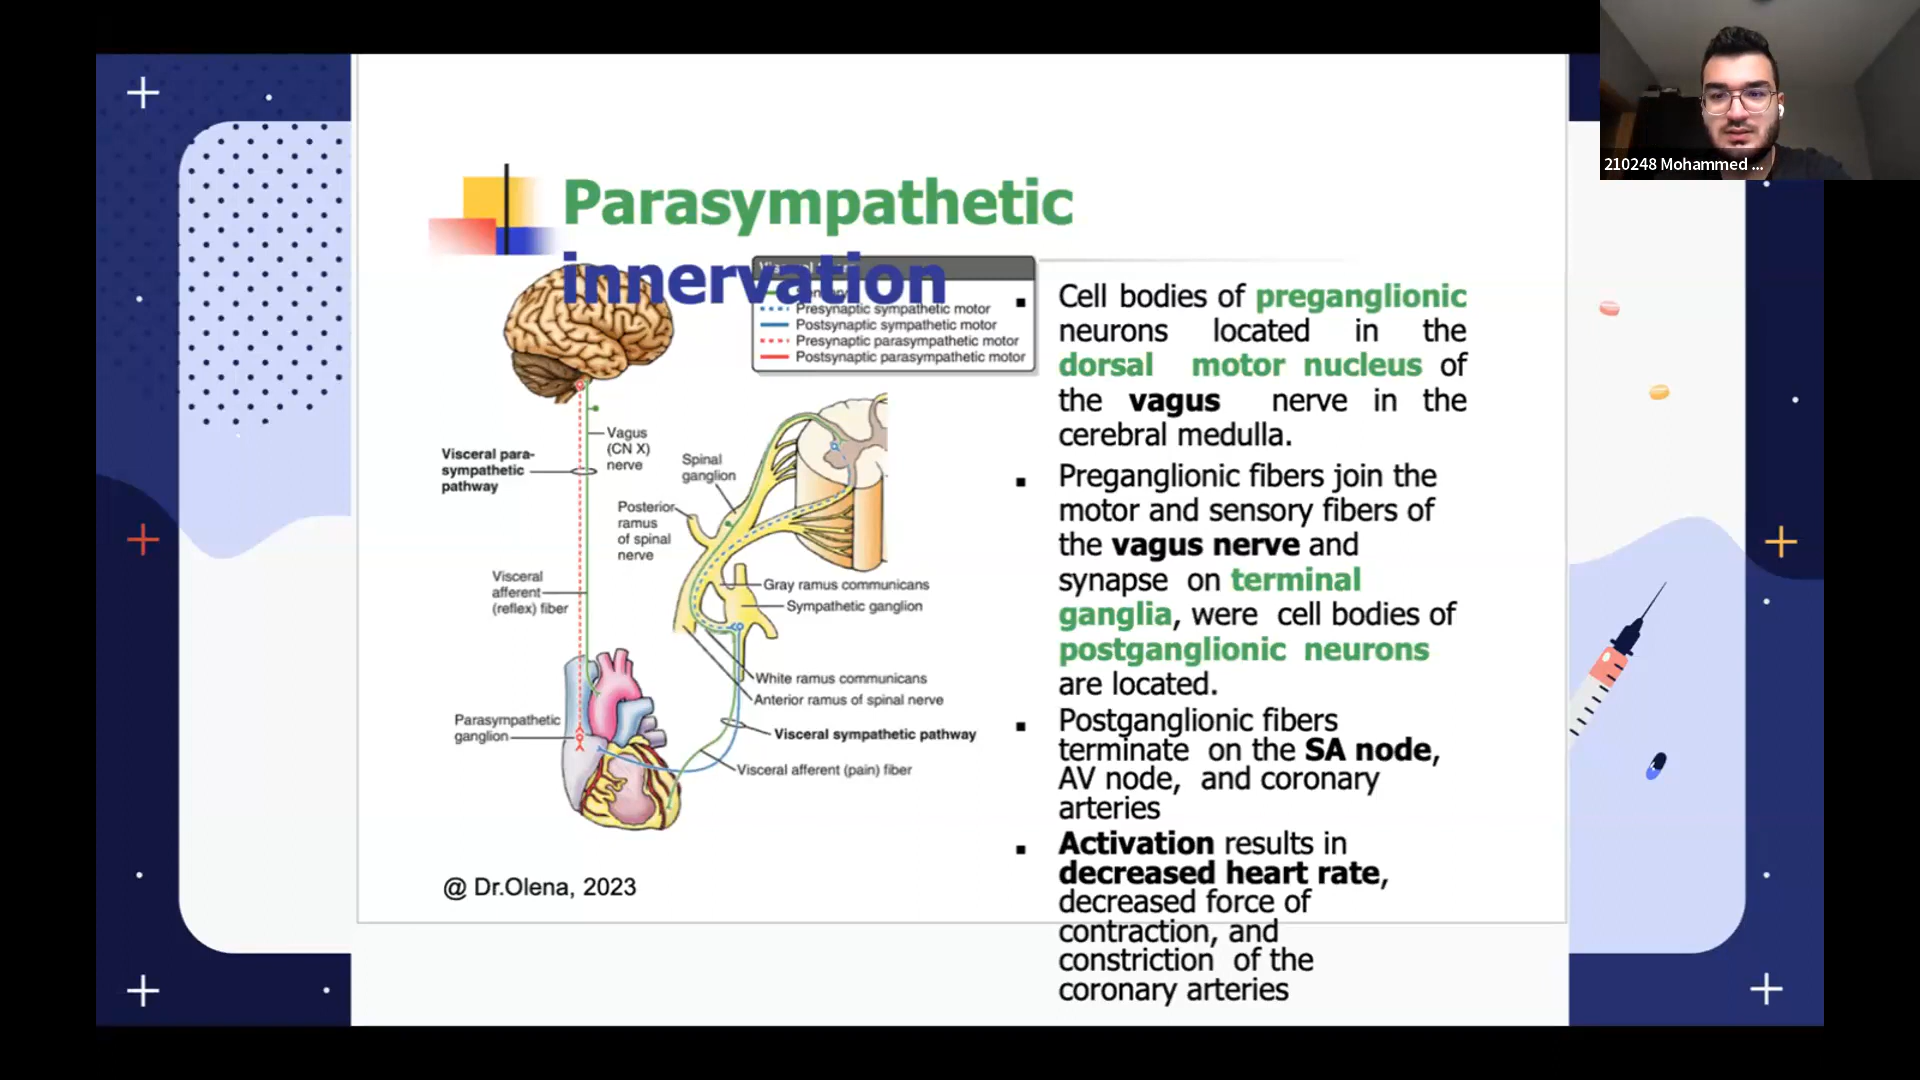 210248 Mohammed ...
Parasympathetic
innervation
Presynaptic sympathetic motor
Postsynaptic sympathetic motor
Presynaptic parasympathetic motor
Postsynaptic parasympathetic motor
Vagus
(CN X)
nerve
Visceral para-
sympathetic
pathway
Spinal
ganglion
Posterior
ramus
of spinal
nerve
Visceral
afferent
(reflex) fiber
Gray ramus communicans
Sympathetic ganglion
White ramus communicans
Anterior ramus of spinal nerve
Parasympathetic
ganglion
Visceral sympathetic pathway
Visceral afferent (pain) fiber
@ Dr.Olena, 2023
▪ Cell bodies of preganglionic
neurons located in the
dorsal motor nucleus of
the vagus nerve in the
cerebral medulla.
▪ Preganglionic fibers join the
motor and sensory fibers of
the vagus nerve and
synapse on terminal
ganglia, were cell bodies of
postganglionic neurons
are located.
▪ Postganglionic fibers
terminate on the SA node,
AV node, and coronary
arteries
▪ Activation results in
decreased heart rate,
decreased force of
contraction, and
constriction of the
coronary arteries